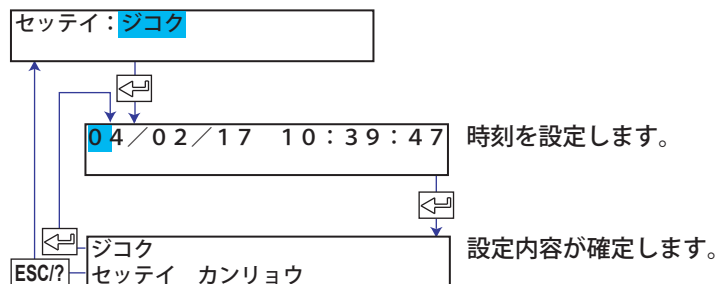 セッテイ：ジコク
０４／０２／１７　１０：３９：４７
時刻を設定します。
ジコク
設定内容が確定します。
ESC/?
セッテイ　カンリョウ